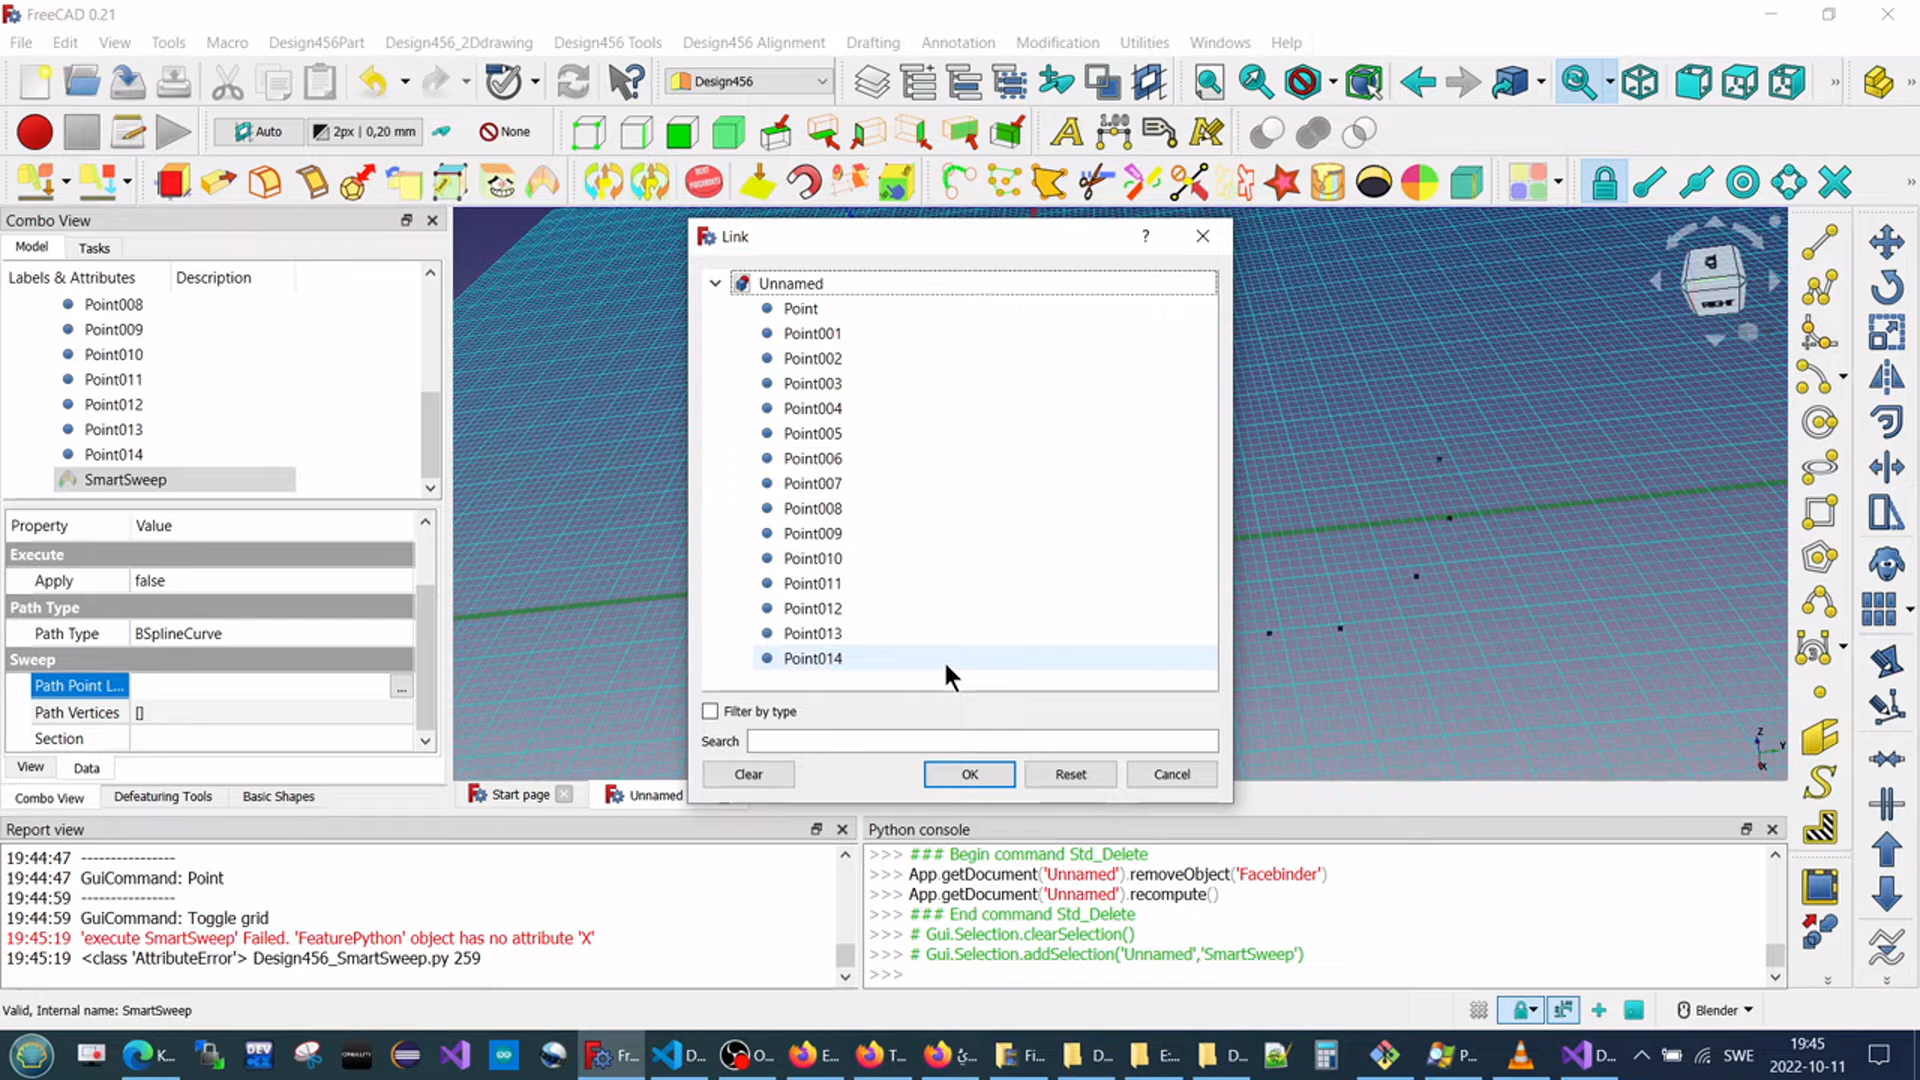 FreeCAD 0.21
File Edit View Tools Macro Design456Part Design456_2Ddrawing Design456 Tools Design456 Alignment Drafting Annotation Modification Utilities Windows Help
Design456
Auto 2px | 0,20 mm None
1.00
Combo View
Model Tasks
Labels & Attributes Description
Point008
Point009
Point010
Point011
Point012
Point013
Point014
SmartSweep
Property Value
Execute
Apply false
Path Type
Path Type BSplineCurve
Sweep
Path Point L... ...
Path Vertices []
Section
View Data
Combo View Defeaturing Tools Basic Shapes
Link
?
Unnamed
Point
Point001
Point002
Point003
Point004
Point005
Point006
Point007
Point008
Point009
Point010
Point011
Point012
Point013
Point014
Filter by type
Search
Clear OK Reset Cancel
RIGHT
Z
Y
X
Start page Unnamed
Report view
19:44:47 ----------------
19:44:47 GuiCommand: Point
19:44:59 ----------------
19:44:59 GuiCommand: Toggle grid
19:45:19 'execute SmartSweep' Failed. 'FeaturePython' object has no attribute 'X'
19:45:19 <class 'AttributeError'> Design456_SmartSweep.py 259
Python console
>>> ### Begin command Std_Delete
>>> App.getDocument('Unnamed').removeObject('Facebinder')
>>> App.getDocument('Unnamed').recompute()
>>> ### End command Std_Delete
>>> # Gui.Selection.clearSelection()
>>> # Gui.Selection.addSelection('Unnamed','SmartSweep')
>>>
Valid, Internal name: SmartSweep
Blender
K... DEV Fr... D... O... E... T... Fi... D... E:... D... P... D... SWE
19:45
2022-10-11